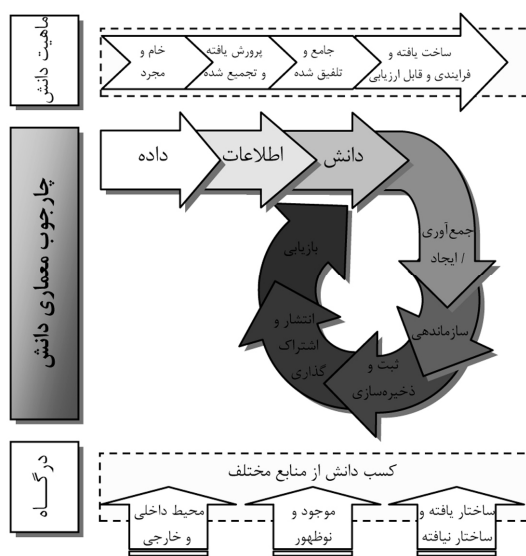 ماهیت دانش
خام و
مجرد
پرورش یافته
و تجمیع شده
جامع و
تلفیق شده
ساخت یافته و
فرایندی و قابل ارزیابی
چارچوب معماری دانش
داده
اطلاعات
دانش
جمع‌آوری
/ ایجاد
سازماندهی
ثبت و
ذخیره‌سازی
انتشار و
اشتراک
گذاری
بازیابی
درگـاه
کسب دانش از منابع مختلف
محیط داخلی
و خارجی
موجود و
نوظهور
ساختار یافته و
ساختار نیافته